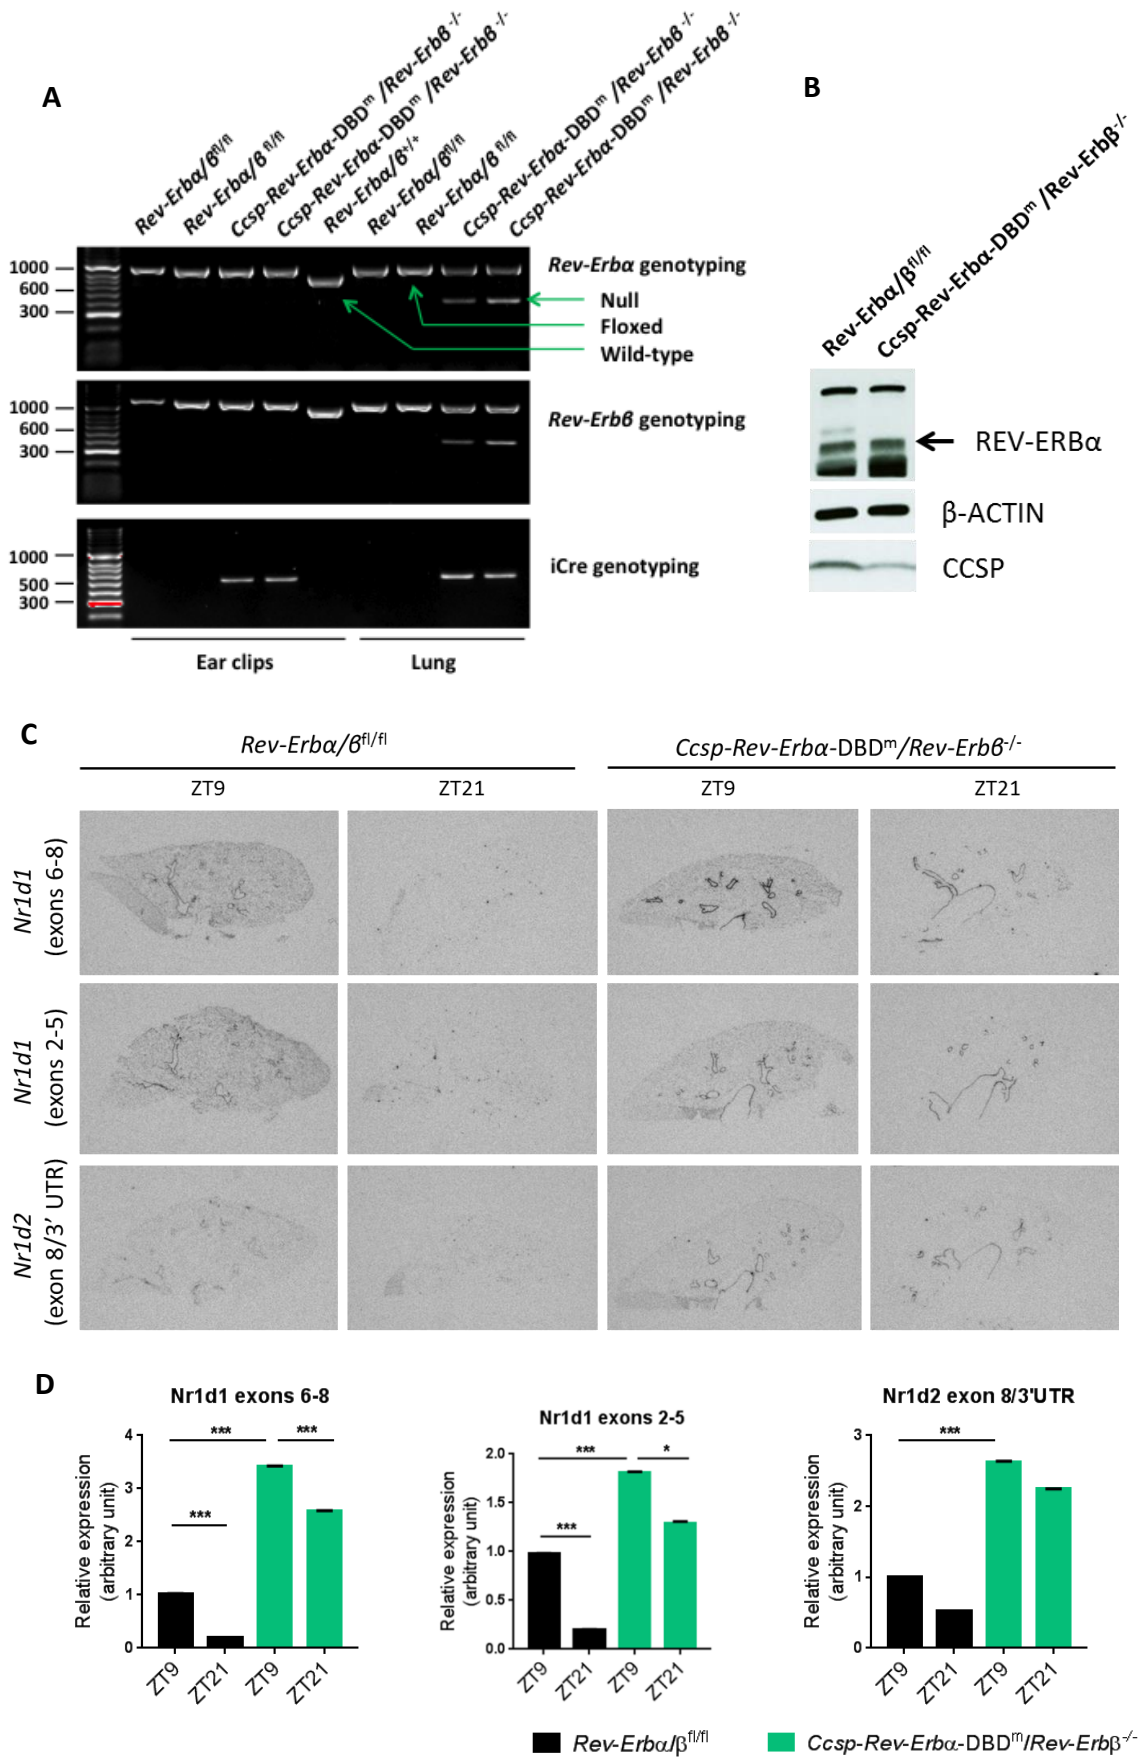 A
Rev-Erbα/β fl/fl
Rev-Erbα/β fl/fl
Ccsp-Rev-Erbα-DBDᵐ /Rev-Erbβ -/-
Ccsp-Rev-Erbα-DBDᵐ /Rev-Erbβ -/-
Rev-Erbα/β +/+
Rev-Erbα/β fl/fl
Rev-Erbα/β fl/fl
Ccsp-Rev-Erbα-DBDᵐ /Rev-Erbβ -/-
Ccsp-Rev-Erbα-DBDᵐ /Rev-Erbβ -/-
1000
600
300
Rev-Erbα genotyping
Null
Floxed
Wild-type
1000
600
300
Rev-Erbβ genotyping
1000
500
300
iCre genotyping
Ear clips
Lung
B
Rev-Erbα/β fl/fl
Ccsp-Rev-Erbα-DBDᵐ /Rev-Erbβ -/-
REV-ERBα
β-ACTIN
CCSP
C
Rev-Erbα/β fl/fl
Ccsp-Rev-Erbα-DBDᵐ/Rev-Erbβ -/-
ZT9
ZT21
ZT9
ZT21
Nr1d1
(exons 6-8)
Nr1d1
(exons 2-5)
Nr1d2
(exon 8/3’ UTR)
D
Nr1d1 exons 6-8
Relative expression
(arbitrary unit)
4
3
2
1
0
***
***
***
ZT9
ZT21
ZT9
ZT21
Nr1d1 exons 2-5
Relative expression
(arbitrary unit)
2.0
1.5
1.0
0.5
0.0
***
*
***
ZT9
ZT21
ZT9
ZT21
Nr1d2 exon 8/3'UTR
Relative expression
(arbitrary unit)
3
2
1
0
***
ZT9
ZT21
ZT9
ZT21
Rev-Erbα/β fl/fl
Ccsp-Rev-Erbα-DBDᵐ/Rev-Erbβ -/-